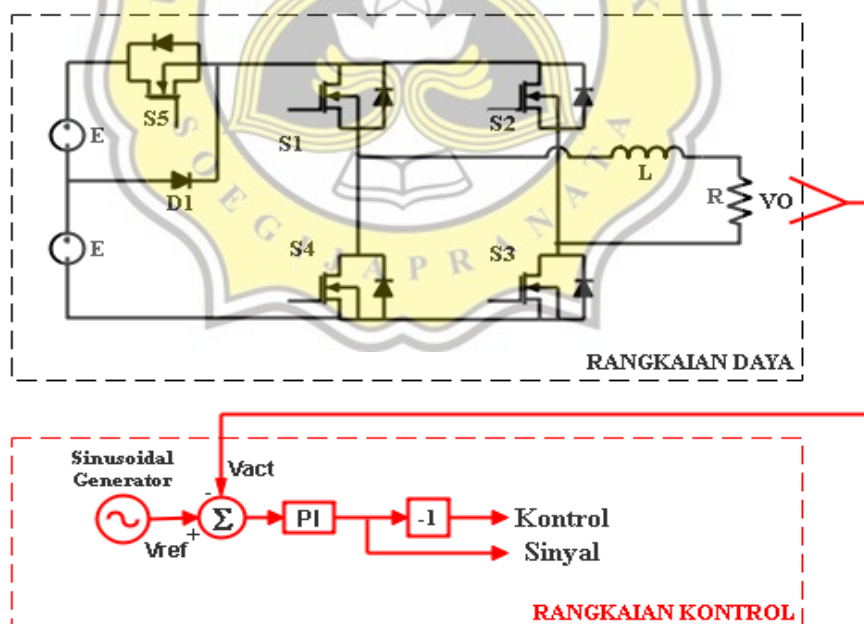 S5
S1
S2
E
D1
L
R
VO
S4
S3
E
SOEGIJAPRANATA
RANGKAIAN DAYA
Sinusoidal
Generator
-
Vact
Σ
PI
-1
Kontrol
Vref
+
Sinyal
RANGKAIAN KONTROL